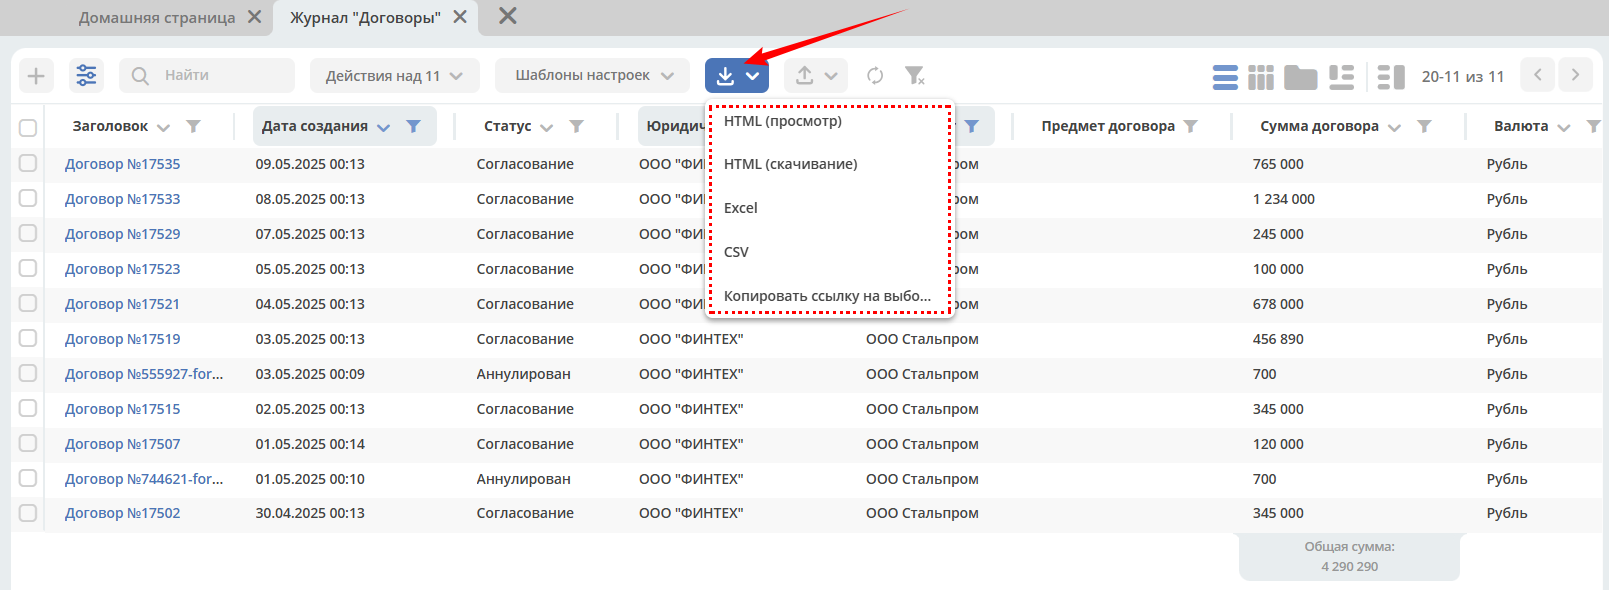 Домашняя страница
Журнал "Договоры"
Найти
Действия над 11
Шаблоны настроек
20-11 из 11
Заголовок Дата создания Статус Юридич Предмет договора Сумма договора Валюта
HTML (просмотр)
HTML (скачивание)
Excel
CSV
Копировать ссылку на выбо...
Договор №17535 09.05.2025 00:13 Согласование ООО "ФИН ром 765 000 Рубль
Договор №17533 08.05.2025 00:13 Согласование ООО "ФИН ром 1 234 000 Рубль
Договор №17529 07.05.2025 00:13 Согласование ООО "ФИН ром 245 000 Рубль
Договор №17523 05.05.2025 00:13 Согласование ООО "ФИН ром 100 000 Рубль
Договор №17521 04.05.2025 00:13 Согласование ООО "ФИН ром 678 000 Рубль
Договор №17519 03.05.2025 00:13 Согласование ООО "ФИНТЕХ" ООО Стальпром 456 890 Рубль
Договор №555927-for... 03.05.2025 00:09 Аннулирован ООО "ФИНТЕХ" ООО Стальпром 700 Рубль
Договор №17515 02.05.2025 00:13 Согласование ООО "ФИНТЕХ" ООО Стальпром 345 000 Рубль
Договор №17507 01.05.2025 00:14 Согласование ООО "ФИНТЕХ" ООО Стальпром 120 000 Рубль
Договор №744621-for... 01.05.2025 00:10 Аннулирован ООО "ФИНТЕХ" ООО Стальпром 700 Рубль
Договор №17502 30.04.2025 00:13 Согласование ООО "ФИНТЕХ" ООО Стальпром 345 000 Рубль
Общая сумма:
4 290 290